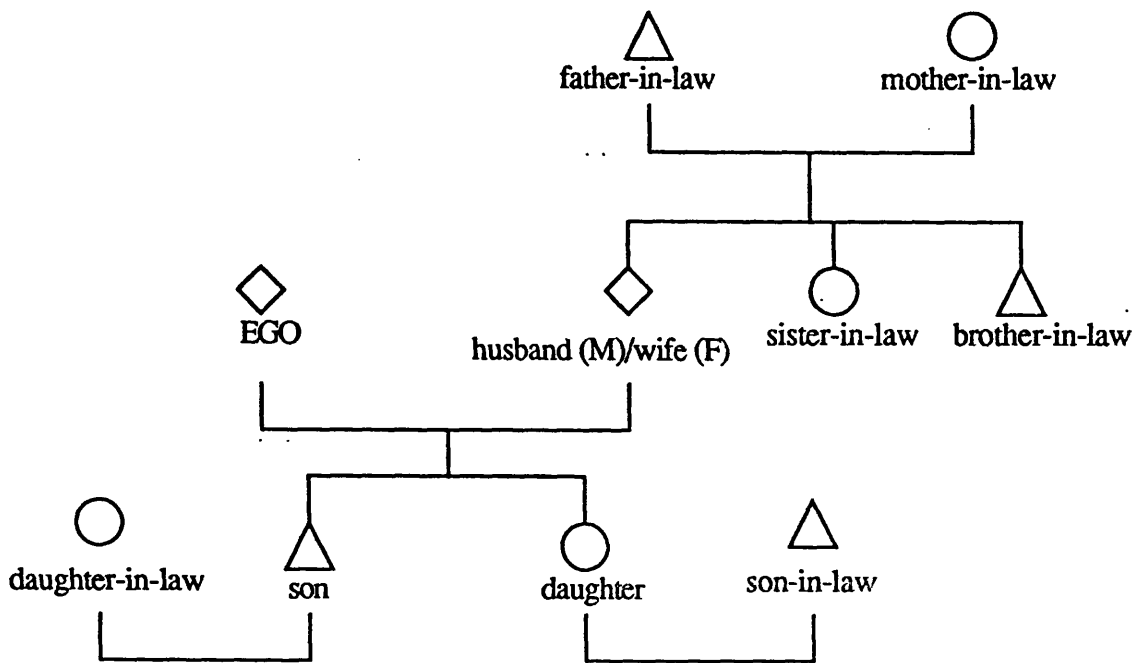 father-in-law
mother-in-law
EGO
husband (M)/wife (F)
sister-in-law
brother-in-law
daughter-in-law
son
daughter
son-in-law